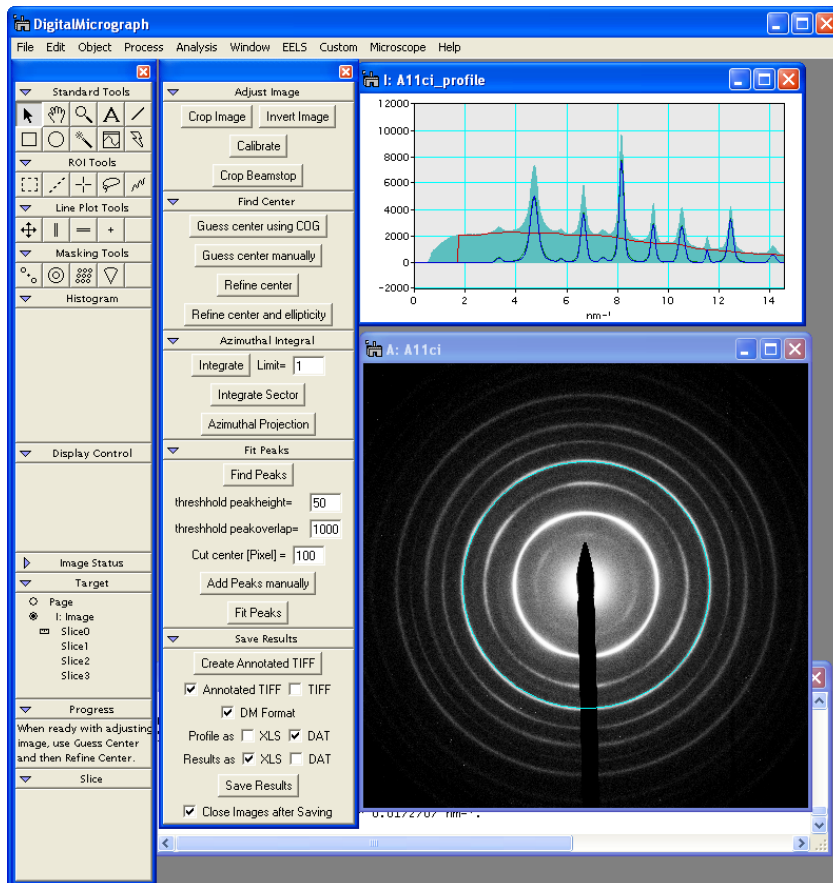 DigitalMicrograph
File Edit Object Process Analysis Window EELS Custom Microscope Help
Standard Tools
A
ROI Tools
Line Plot Tools
Masking Tools
Histogram
Display Control
Image Status
Target
Page
I: Image
Slice0
Slice1
Slice2
Slice3
Progress
When ready with adjusting
image, use Guess Center
and then Refine Center.
Slice
Adjust Image
Crop Image Invert Image
Calibrate
Crop Beamstop
Find Center
Guess center using COG
Guess center manually
Refine center
Refine center and ellipticity
Azimuthal Integral
Integrate Limit= 1
Integrate Sector
Azimuthal Projection
Fit Peaks
Find Peaks
threshhold peakheight= 50
threshhold peakoverlap= 1000
Cut center [Pixel] = 100
Add Peaks manually
Fit Peaks
Save Results
Create Annotated TIFF
Annotated TIFF TIFF
DM Format
Profile as XLS DAT
Results as XLS DAT
Save Results
Close Images after Saving
I: A11ci_profile
12000
10000
8000
6000
4000
2000
0
-2000
0 2 4 6 8 10 12 14
nm⁻¹
A: A11ci